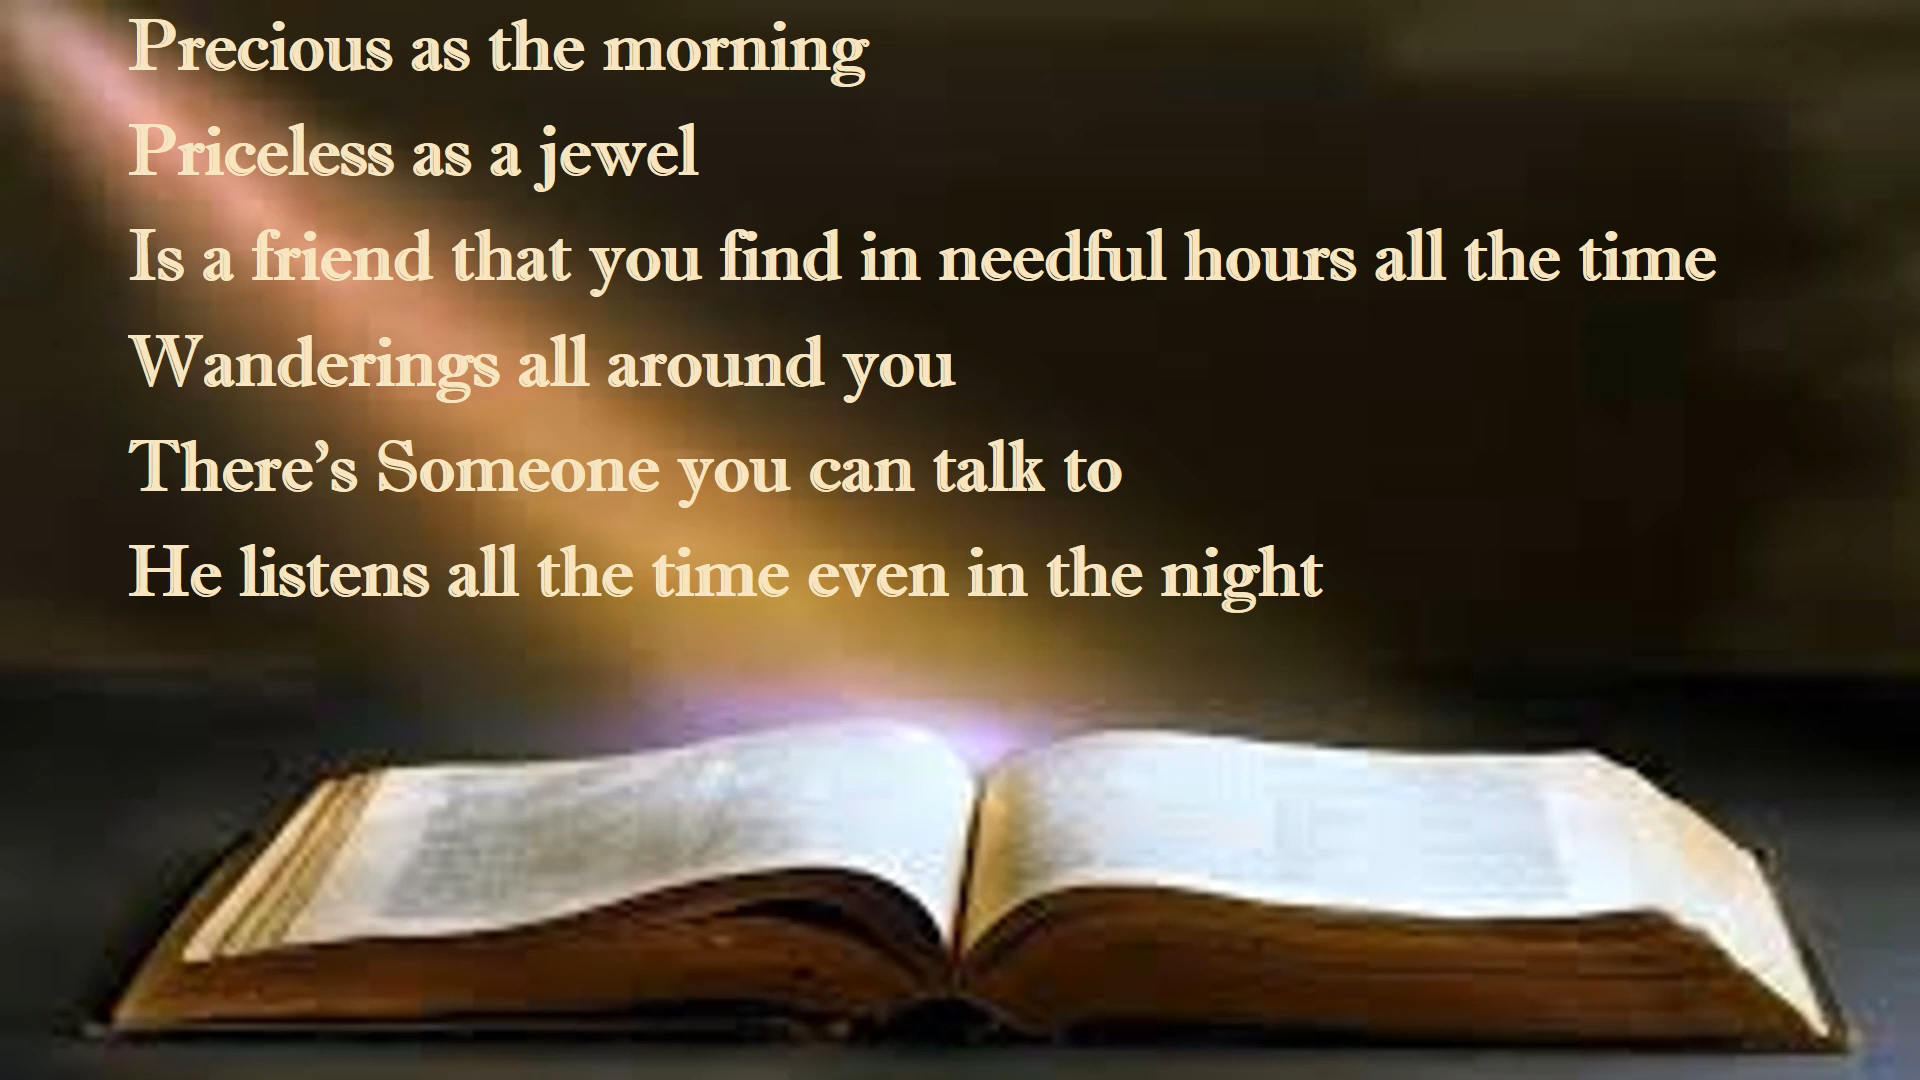 Precious as the morning
Priceless as a jewel
Is a friend that you find in needful hours all the time
Wanderings all around you
There’s Someone you can talk to
He listens all the time even in the night